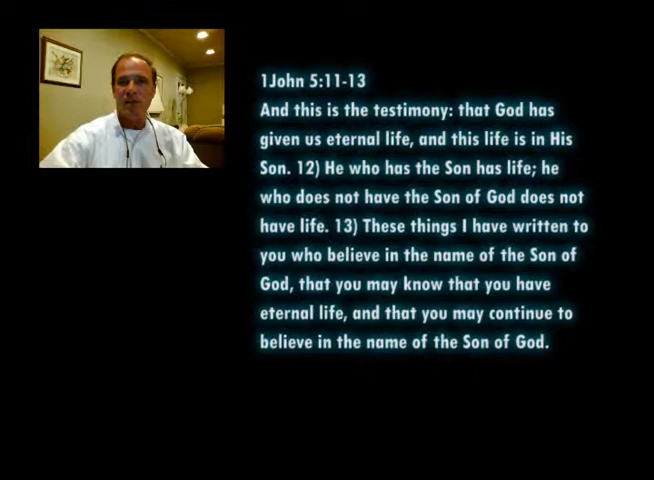 1John 5:11-13
And this is the testimony: that God has
given us eternal life, and this life is in His
Son. 12) He who has the Son has life; he
who does not have the Son of God does not
have life. 13) These things I have written to
you who believe in the name of the Son of
God, that you may know that you have
eternal life, and that you may continue to
believe in the name of the Son of God.